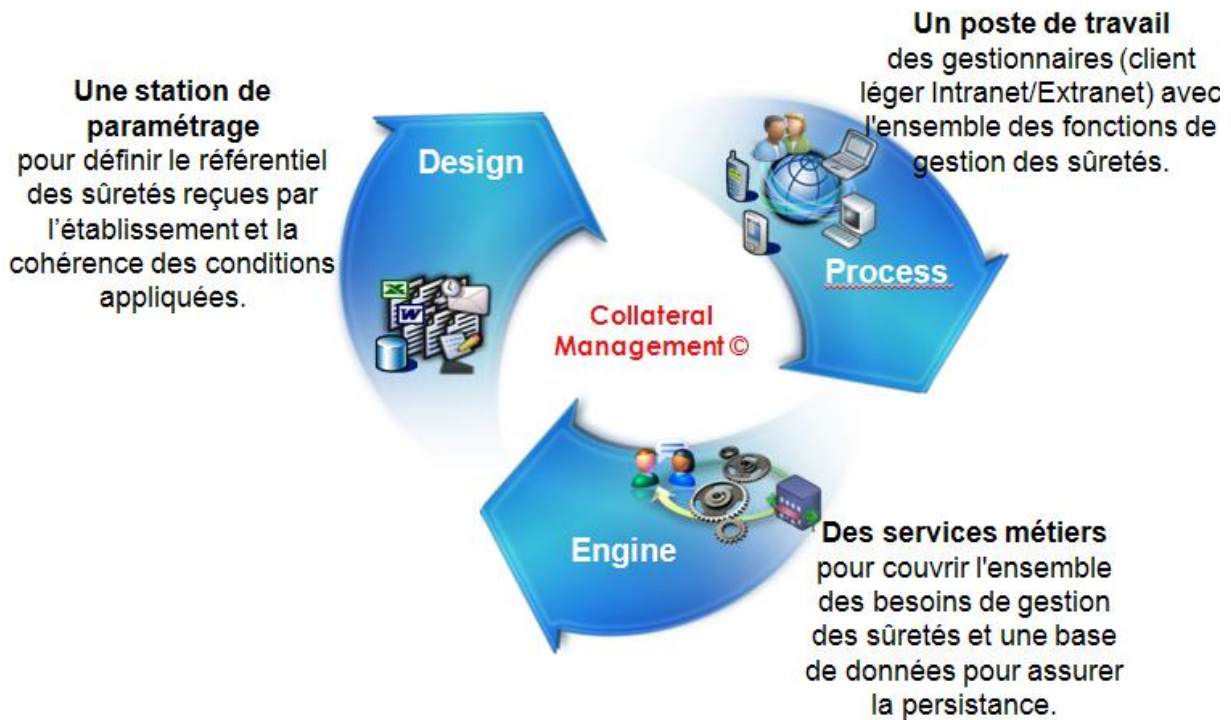 Une station de
paramétrage
pour définir le référentiel
des sûretés reçues par
l’établissement et la
cohérence des conditions
appliquées.
Design
Un poste de travail
des gestionnaires (client
léger Intranet/Extranet) avec
l'ensemble des fonctions de
gestion des sûretés.
Process
Collateral
Management ©
Engine
Des services métiers
pour couvrir l'ensemble
des besoins de gestion
des sûretés et une base
de données pour assurer
la persistance.